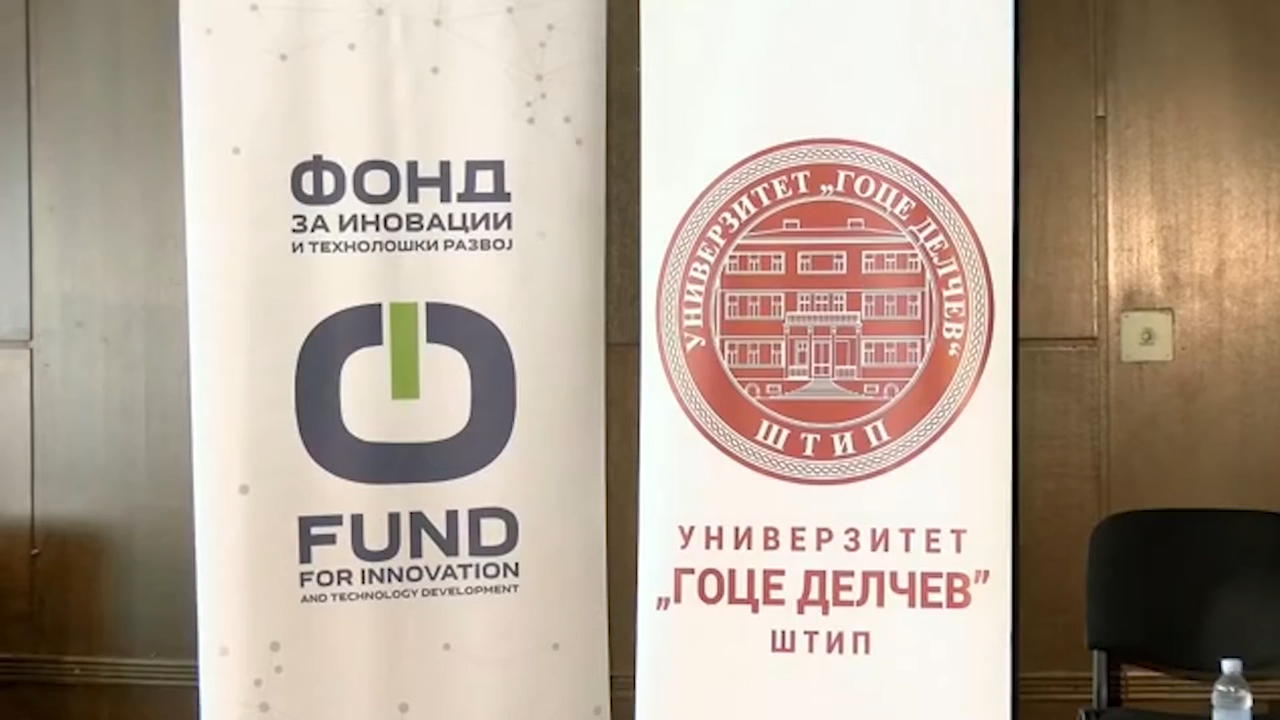 ФОНД
ЗА ИНОВАЦИИ
И ТЕХНОЛОШКИ РАЗВОЈ
FUND
FOR INNOVATION
AND TECHNOLOGY DEVELOPMENT
УНИВЕРЗИТЕТ „ГОЦЕ ДЕЛЧЕВ“
ШТИП
УНИВЕРЗИТЕТ
„ГОЦЕ ДЕЛЧЕВ”
ШТИП